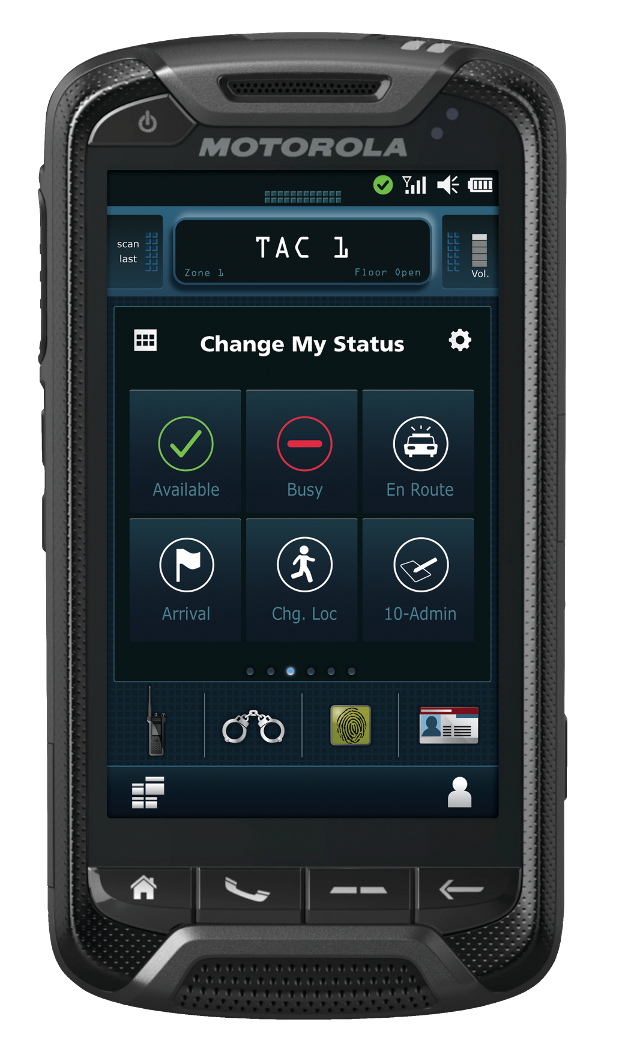 MOTOROLA
scan
last
TAC 1
Zone 1
Floor Open
Vol.
Change My Status
Available
Busy
En Route
Arrival
Chg. Loc
10-Admin